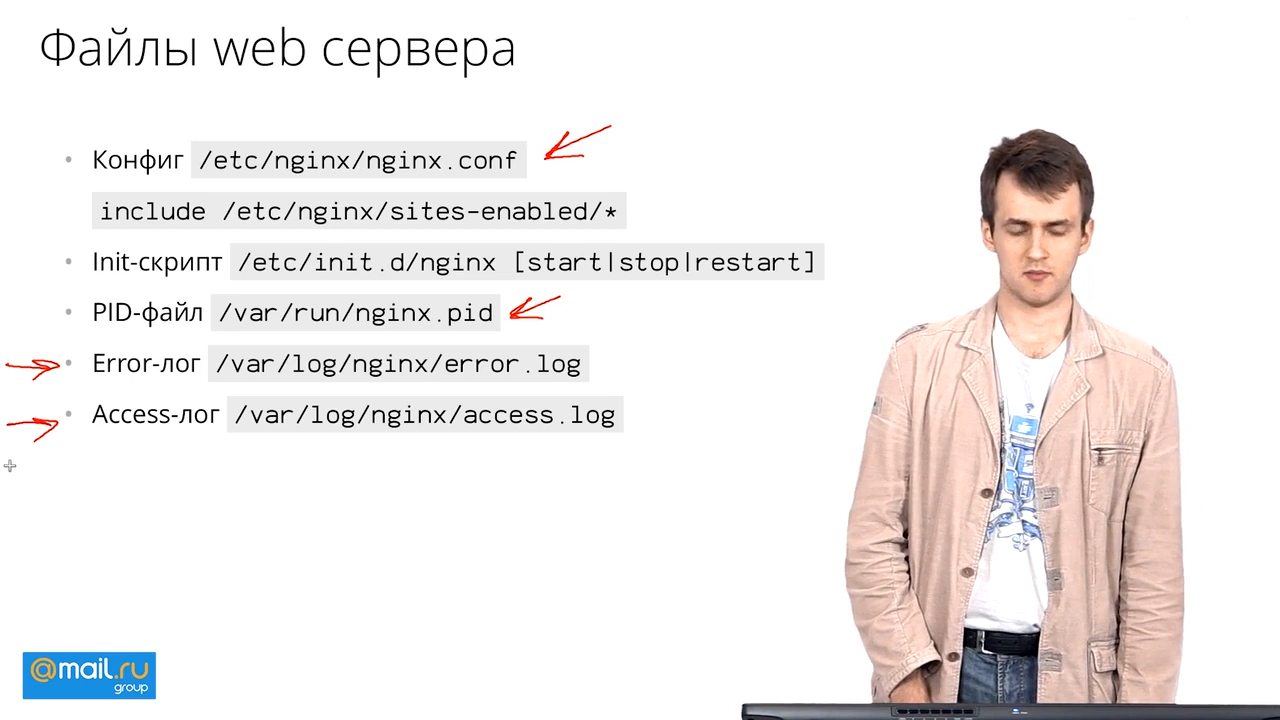 Файлы web сервера
Конфиг /etc/nginx/nginx.conf
include /etc/nginx/sites-enabled/*
Init-скрипт /etc/init.d/nginx [start|stop|restart]
PID-файл /var/run/nginx.pid
Error-лог /var/log/nginx/error.log
Access-лог /var/log/nginx/access.log
@mail.ru
group